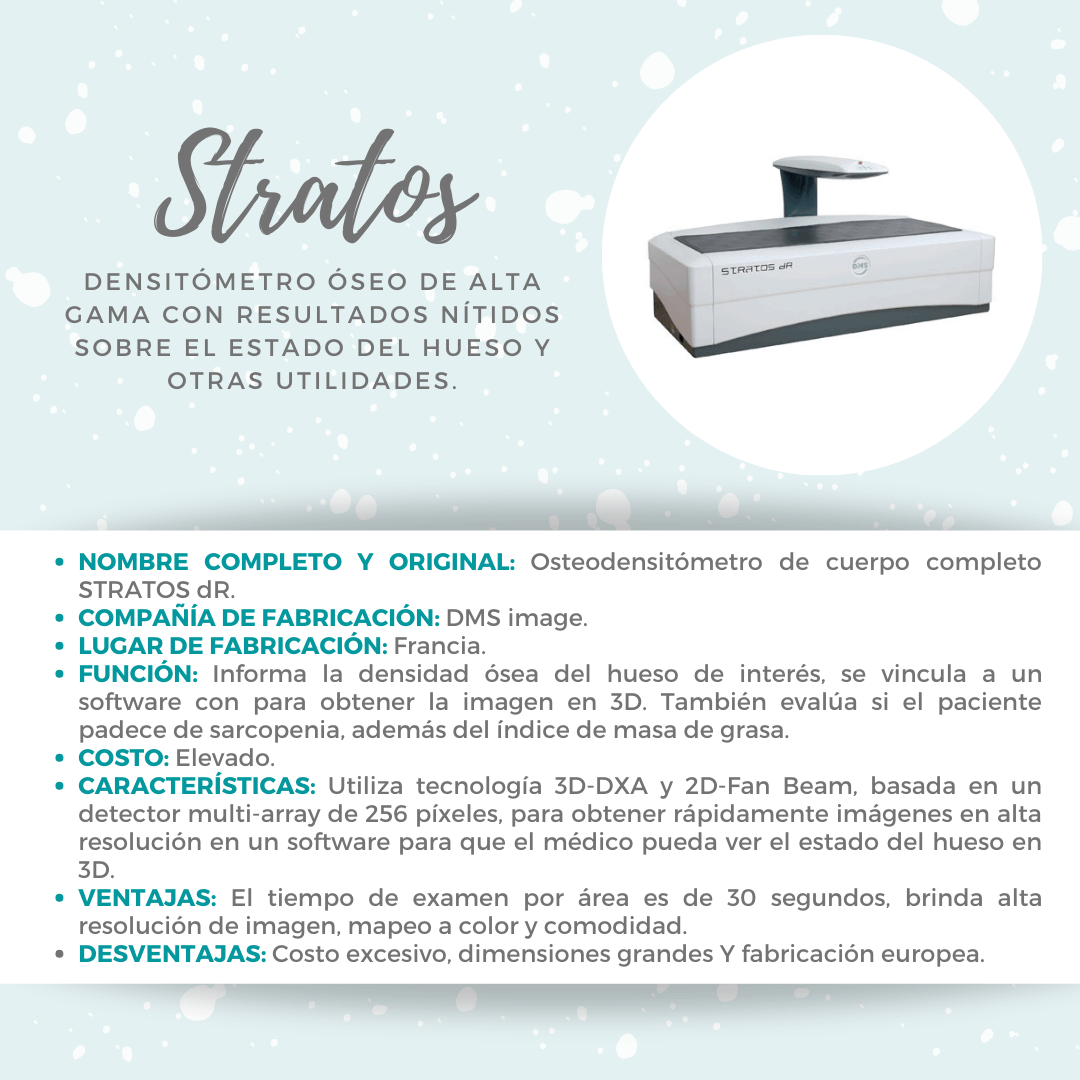 Stratos
DENSITÓMETRO ÓSEO DE ALTA
GAMA CON RESULTADOS NÍTIDOS
SOBRE EL ESTADO DEL HUESO Y
OTRAS UTILIDADES.
STRATOS dR
DMS
• NOMBRE COMPLETO Y ORIGINAL: Osteodensitómetro de cuerpo completo
STRATOS dR.
• COMPAÑÍA DE FABRICACIÓN: DMS image.
• LUGAR DE FABRICACIÓN: Francia.
• FUNCIÓN: Informa la densidad ósea del hueso de interés, se vincula a un
software con para obtener la imagen en 3D. También evalúa si el paciente
padece de sarcopenia, además del índice de masa de grasa.
• COSTO: Elevado.
• CARACTERÍSTICAS: Utiliza tecnología 3D-DXA y 2D-Fan Beam, basada en un
detector multi-array de 256 píxeles, para obtener rápidamente imágenes en alta
resolución en un software para que el médico pueda ver el estado del hueso en
3D.
• VENTAJAS: El tiempo de examen por área es de 30 segundos, brinda alta
resolución de imagen, mapeo a color y comodidad.
• DESVENTAJAS: Costo excesivo, dimensiones grandes Y fabricación europea.